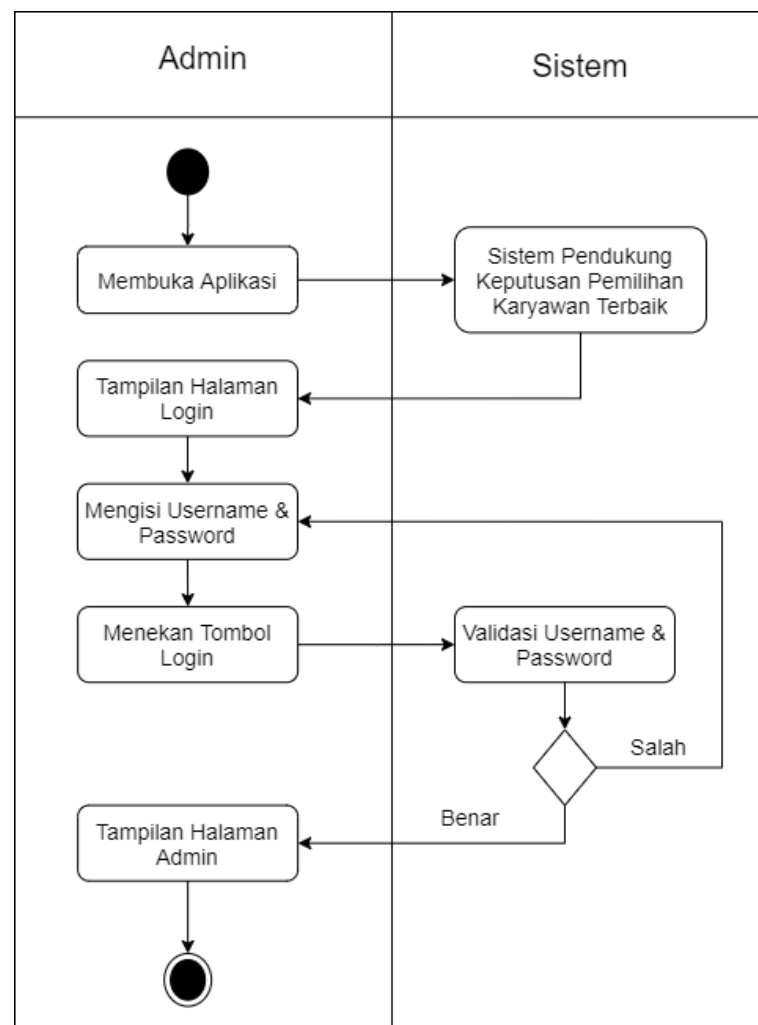 Admin
Sistem
Membuka Aplikasi
Sistem Pendukung
Keputusan Pemilihan
Karyawan Terbaik
Tampilan Halaman
Login
Mengisi Username &
Password
Menekan Tombol
Login
Validasi Username &
Password
Salah
Benar
Tampilan Halaman
Admin